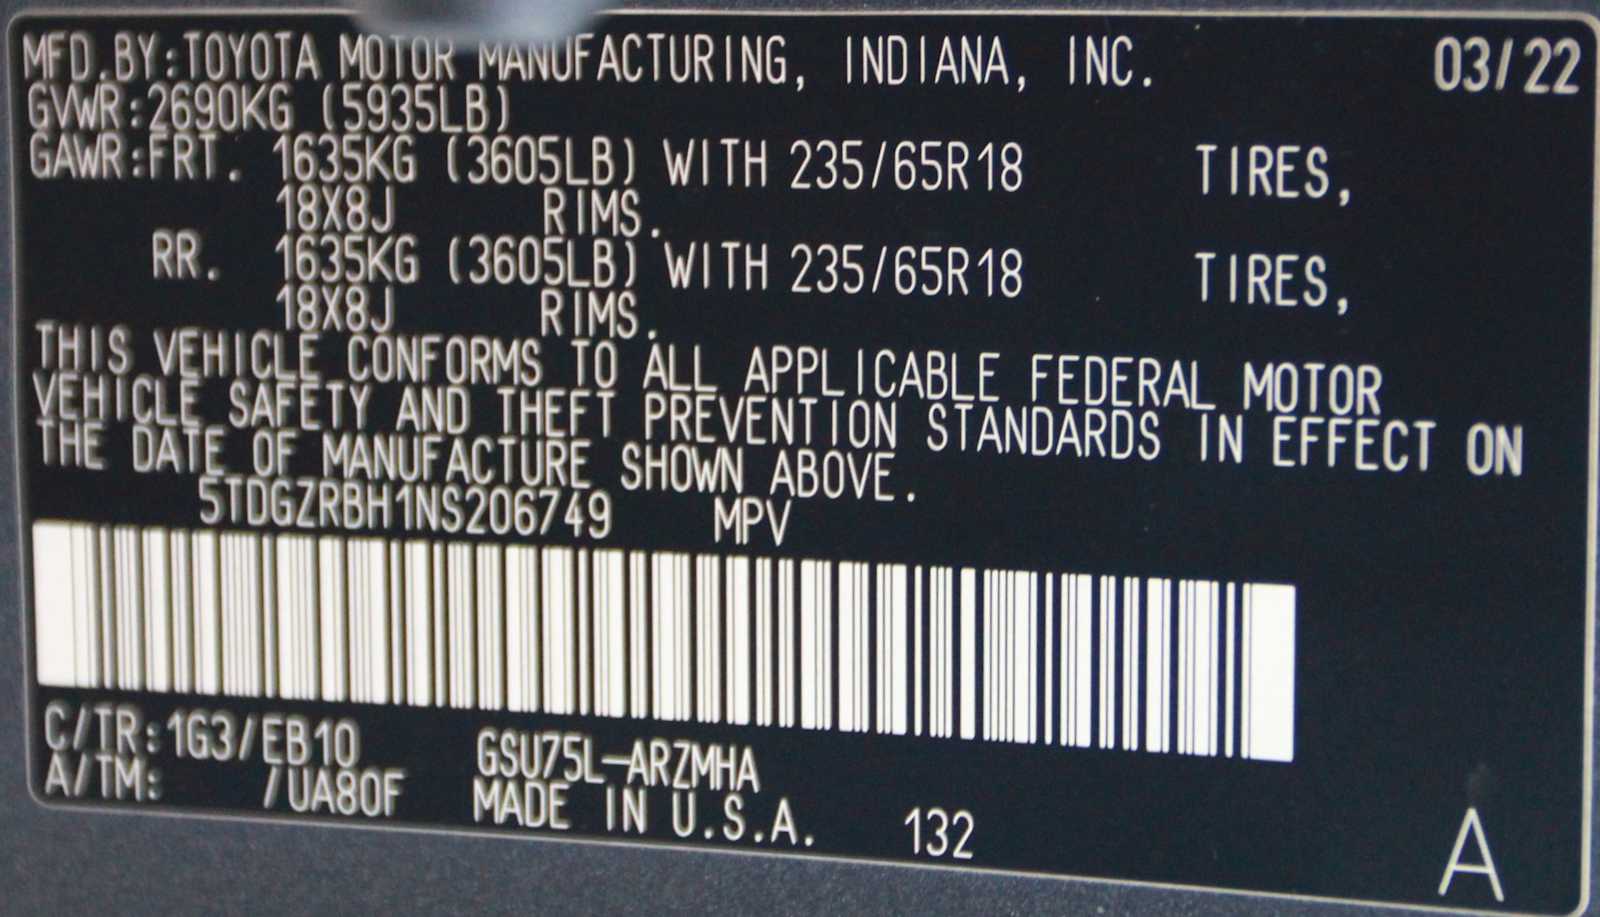 MFD.BY:TOYOTA MOTOR MANUFACTURING, INDIANA, INC. 03/22
GVWR:2690KG (5935LB)
GAWR:FRT. 1635KG (3605LB) WITH 235/65R18 TIRES,
18X8J RIMS.
RR. 1635KG (3605LB) WITH 235/65R18 TIRES,
18X8J RIMS.
THIS VEHICLE CONFORMS TO ALL APPLICABLE FEDERAL MOTOR
VEHICLE SAFETY AND THEFT PREVENTION STANDARDS IN EFFECT ON
THE DATE OF MANUFACTURE SHOWN ABOVE.
5TDGZRBH1NS206749 MPV
C/TR:1G3/EB10 GSU75L-ARZMHA
A/TM: /UA80F MADE IN U.S.A. 132 A